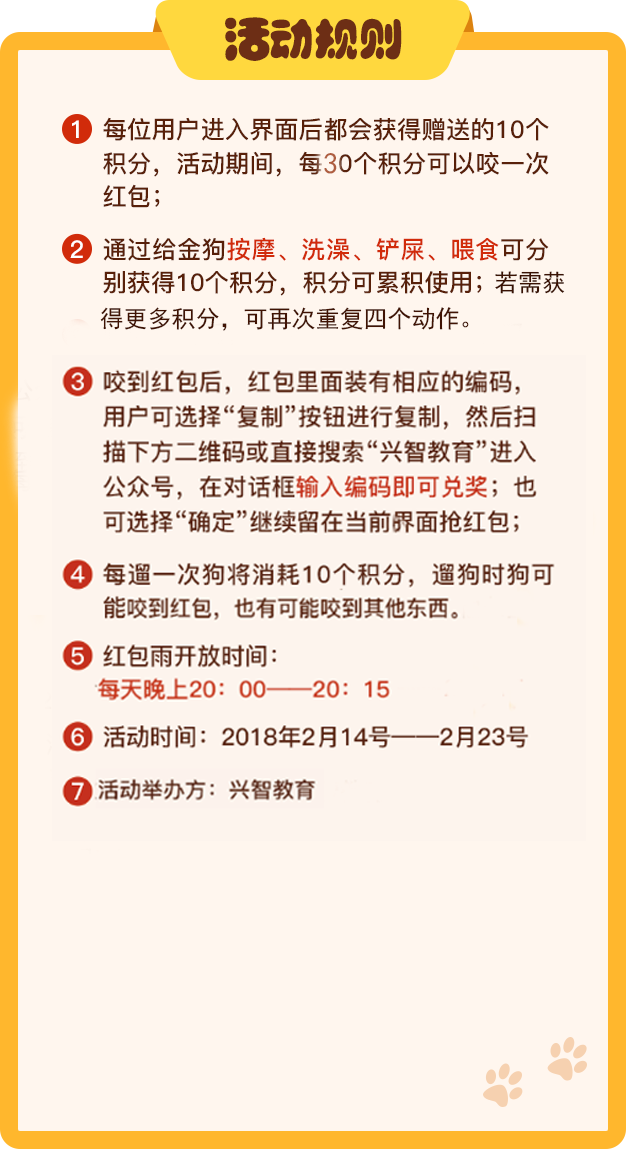 活动规则
1 每位用户进入界面后都会获得赠送的10个
积分，活动期间，每30个积分可以咬一次
红包；
2 通过给金狗按摩、洗澡、铲屎、喂食可分
别获得10个积分，积分可累积使用；若需获
得更多积分，可再次重复四个动作。
3 咬到红包后，红包里面装有相应的编码，
用户可选择“复制”按钮进行复制，然后扫
描下方二维码或直接搜索“兴智教育”进入
公众号，在对话框输入编码即可兑奖；也
可选择“确定”继续留在当前界面抢红包；
4 每遛一次狗将消耗10个积分，遛狗时狗可
能咬到红包，也有可能咬到其他东西。
5 红包雨开放时间：
每天晚上20：00——20：15
6 活动时间：2018年2月14号——2月23号
7 活动举办方：兴智教育